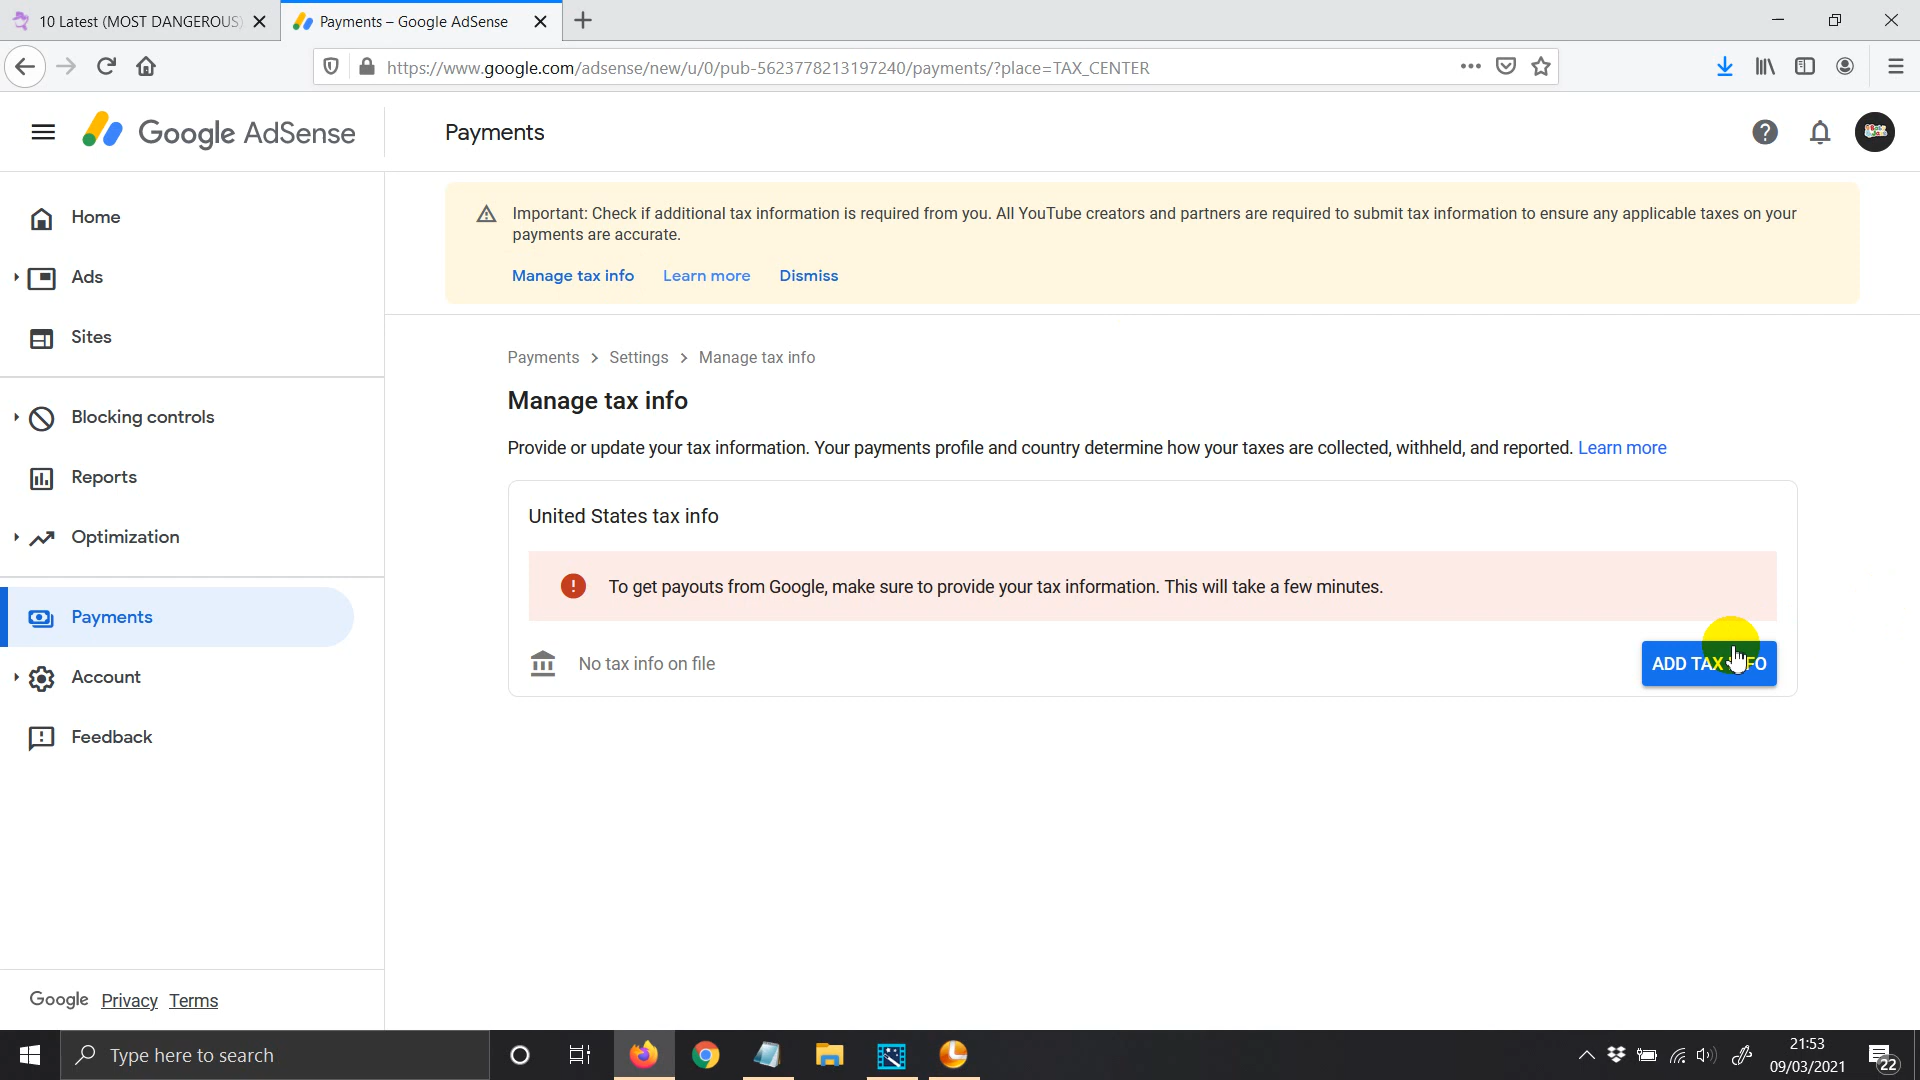 10 Latest (MOST DANGEROUS)
Payments – Google AdSense
https://www.google.com/adsense/new/u/0/pub-5623778213197240/payments/?place=TAX_CENTER
Google AdSense
Payments
Home
Ads
Sites
Blocking controls
Reports
Optimization
Payments
Account
Feedback
Google Privacy Terms
Important: Check if additional tax information is required from you. All YouTube creators and partners are required to submit tax information to ensure any applicable taxes on your
payments are accurate.
Manage tax info Learn more Dismiss
Payments > Settings > Manage tax info
Manage tax info
Provide or update your tax information. Your payments profile and country determine how your taxes are collected, withheld, and reported. Learn more
United States tax info
To get payouts from Google, make sure to provide your tax information. This will take a few minutes.
No tax info on file
ADD TAX INFO
Type here to search
21:53
09/03/2021
22